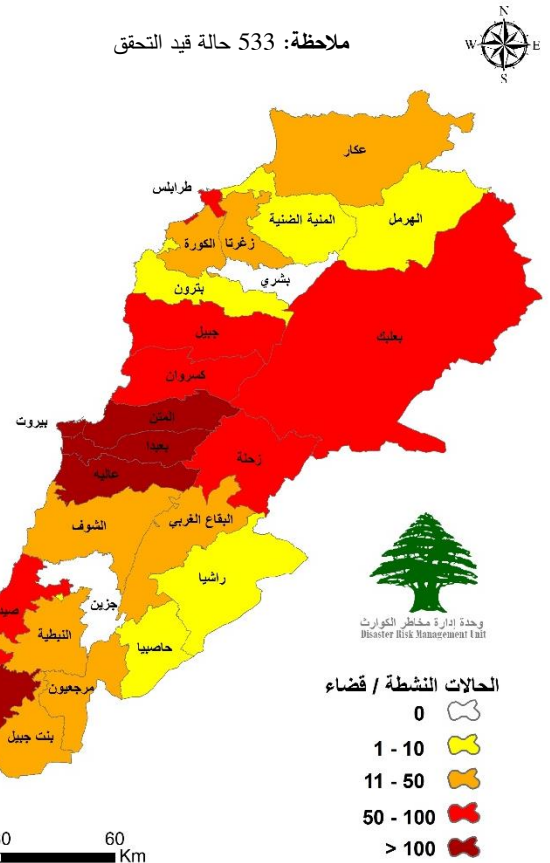 ملاحظة: 533 حالة قيد التحقق
N
W E
S
عكار
طرابلس
الهرمل
المنية الضنية
زغرتا
الكورة
بشري
بترون
جبيل
بعلبك
كسروان
المتن
بيروت
بعبدا
زحلة
عاليه
البقاع الغربي
الشوف
راشيا
جزين
النبطية
حاصبيا
مرجعيون
بنت جبيل
وحدة إدارة مخاطر الكوارث
Disaster Risk Management Unit
الحالات النشطة / قضاء
0
1 - 10
11 - 50
50 - 100
> 100
60
Km